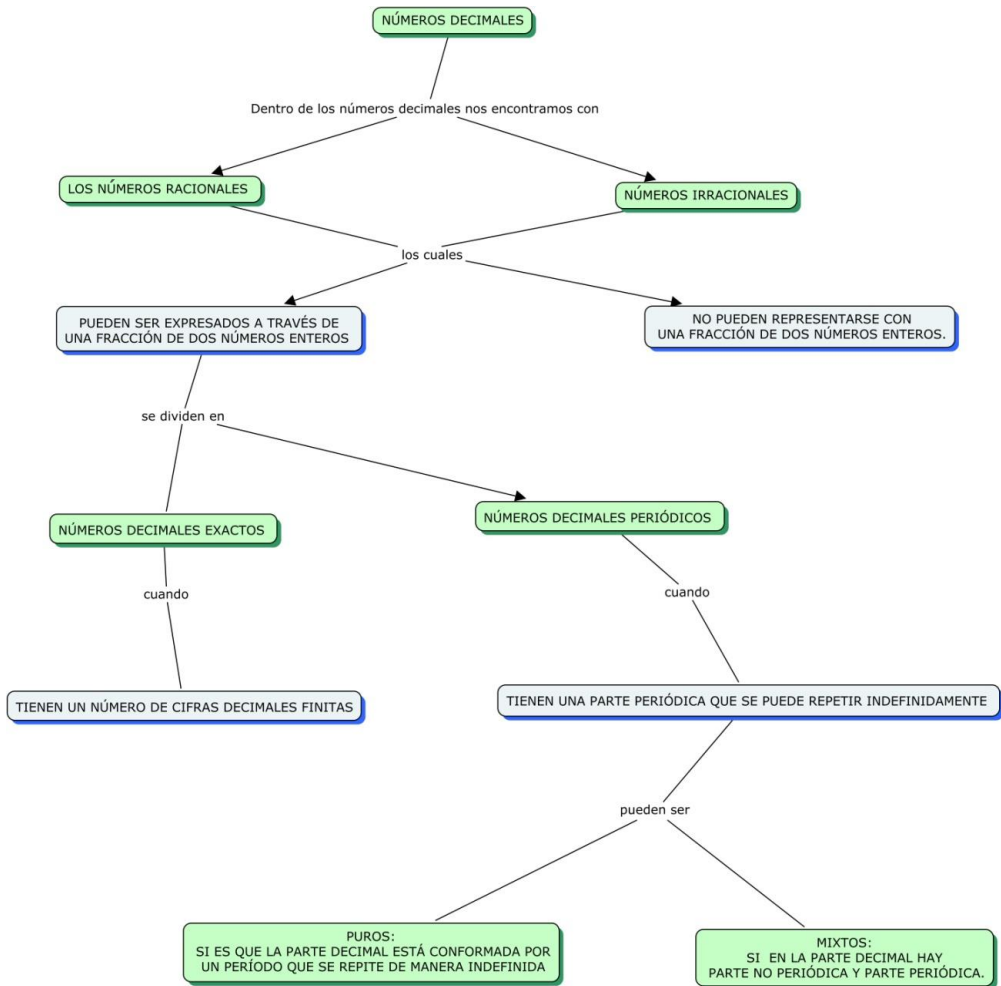 NÚMEROS DECIMALES
Dentro de los números decimales nos encontramos con
LOS NÚMEROS RACIONALES
NÚMEROS IRRACIONALES
los cuales
PUEDEN SER EXPRESADOS A TRAVÉS DE
UNA FRACCIÓN DE DOS NÚMEROS ENTEROS
NO PUEDEN REPRESENTARSE CON
UNA FRACCIÓN DE DOS NÚMEROS ENTEROS.
se dividen en
NÚMEROS DECIMALES EXACTOS
NÚMEROS DECIMALES PERIÓDICOS
cuando
cuando
TIENEN UN NÚMERO DE CIFRAS DECIMALES FINITAS
TIENEN UNA PARTE PERIÓDICA QUE SE PUEDE REPETIR INDEFINIDAMENTE
pueden ser
PUROS:
SI ES QUE LA PARTE DECIMAL ESTÁ CONFORMADA POR
UN PERÍODO QUE SE REPITE DE MANERA INDEFINIDA
MIXTOS:
SI EN LA PARTE DECIMAL HAY
PARTE NO PERIÓDICA Y PARTE PERIÓDICA.